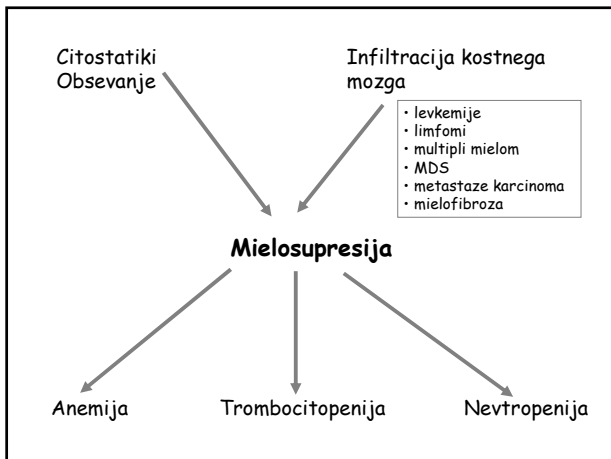 Citostatiki
Obsevanje
Infiltracija kostnega
mozga
• levkemije
• limfomi
• multipli mielom
• MDS
• metastaze karcinoma
• mielofibroza
Mielosupresija
Anemija
Trombocitopenija
Nevtropenija